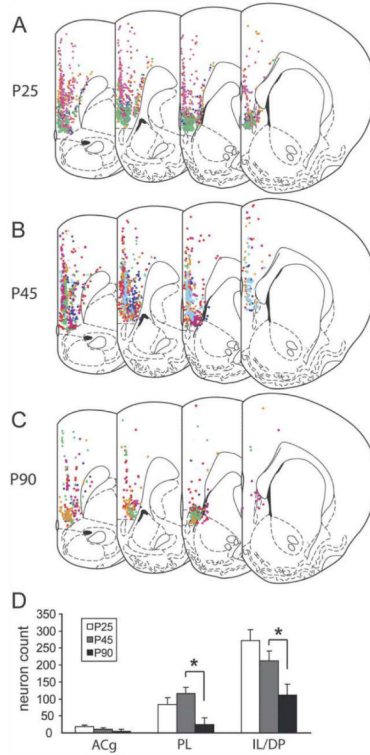 A
P25
B
P45
C
P90
D
neuron count
350
300
250
200
150
100
50
0
P25
P45
P90
*
*
ACg
PL
IL/DP